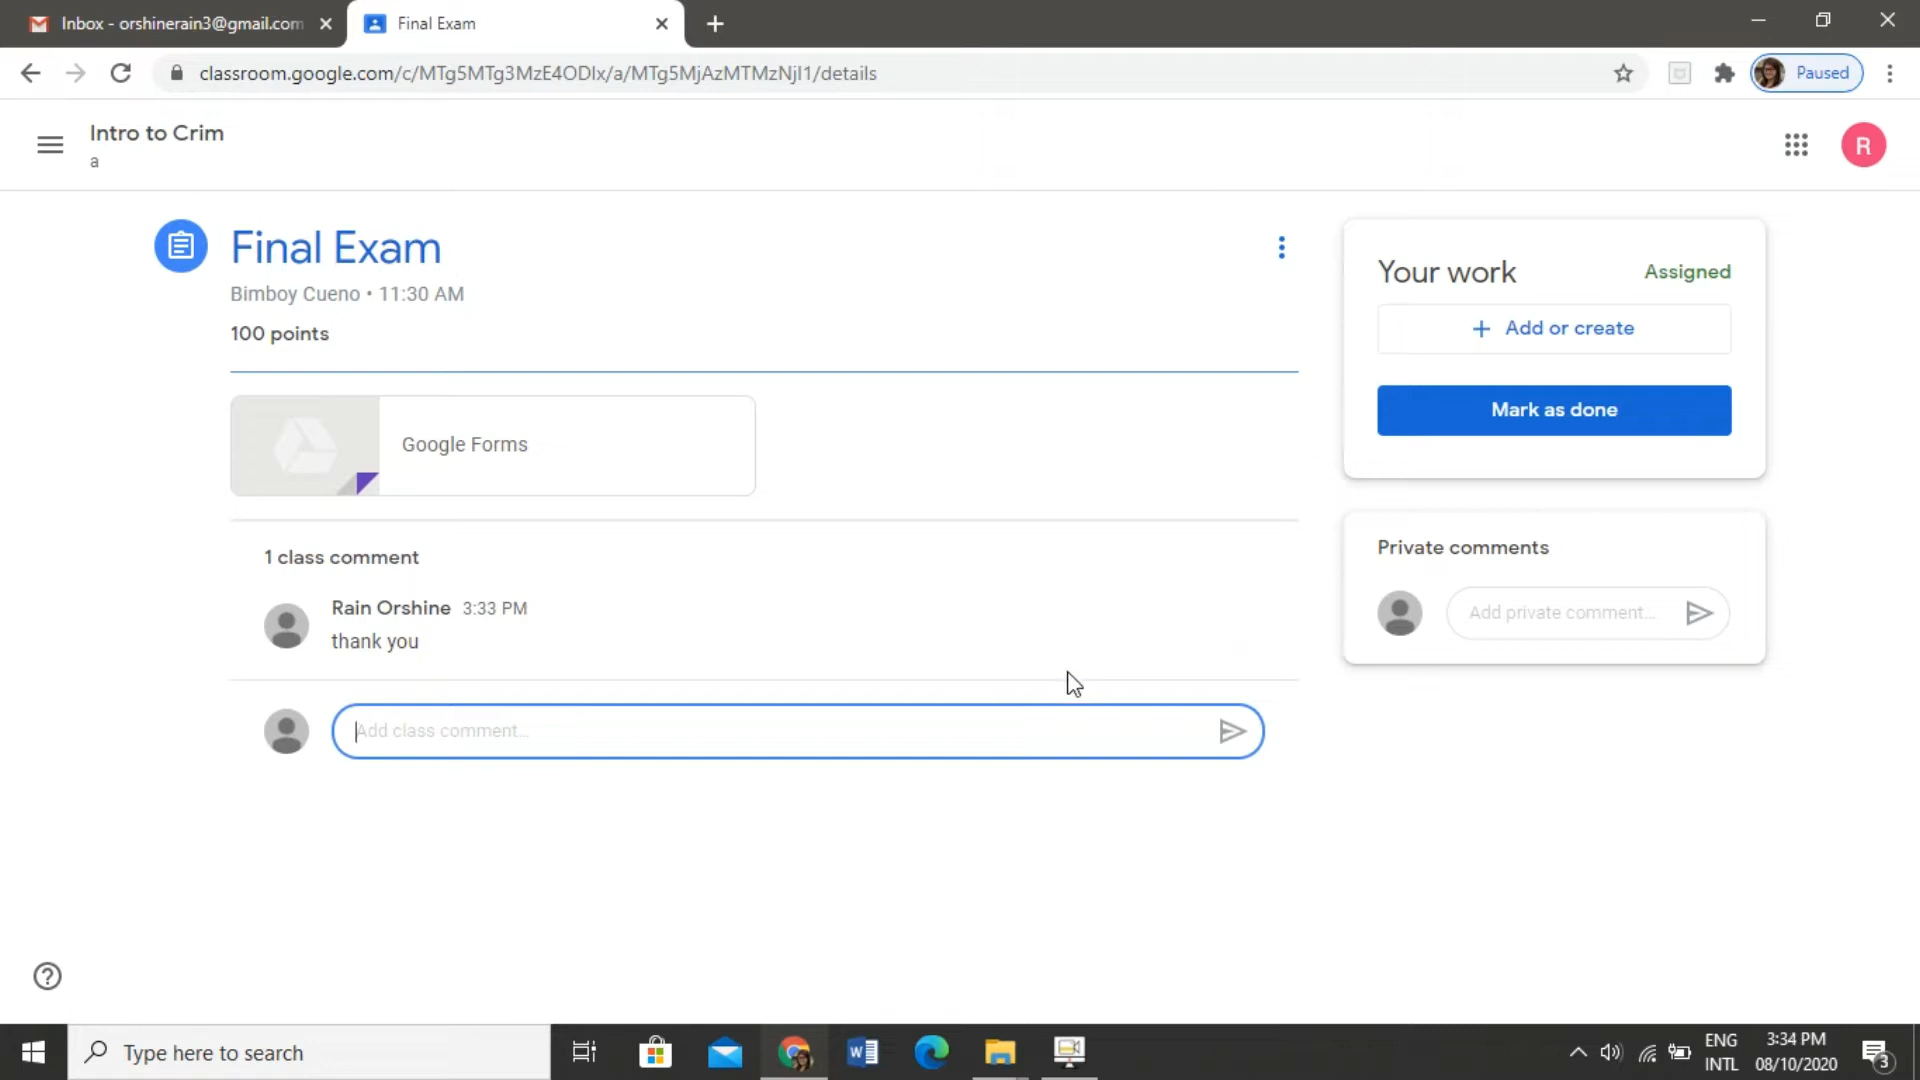 Inbox - orshinerain3@gmail.com
Final Exam
classroom.google.com/c/MTg5MTg3MzE4ODIx/a/MTg5MjAzMTMzNjI1/details
Paused
Intro to Crim
a
R
Final Exam
Bimboy Cueno • 11:30 AM
100 points
Your work
Assigned
+ Add or create
Mark as done
Google Forms
1 class comment
Rain Orshine 3:33 PM
thank you
Add class comment...
Private comments
Add private comment...
Type here to search
ENG
INTL
3:34 PM
08/10/2020
3